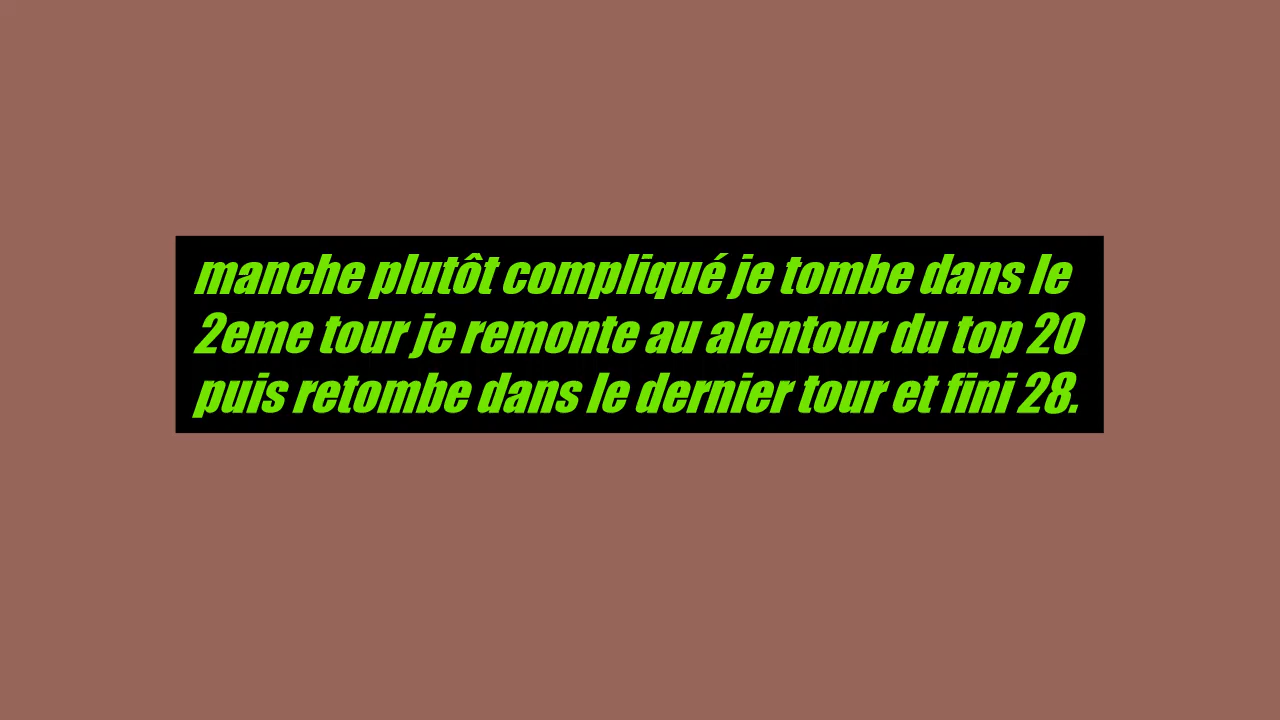 manche plutôt compliqué je tombe dans le
2eme tour je remonte au alentour du top 20
puis retombe dans le dernier tour et fini 28.